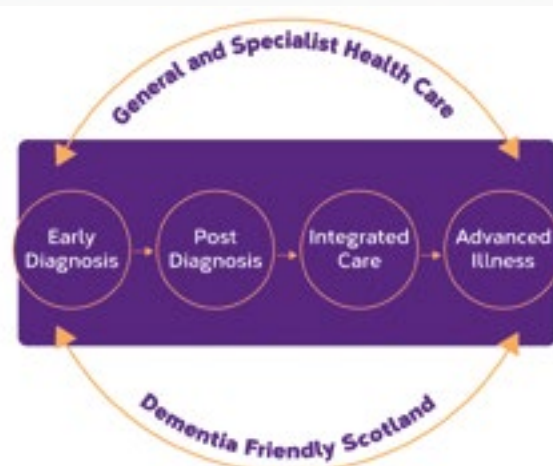 General and Specialist Health Care
Early
Diagnosis
Post
Diagnosis
Integrated
Care
Advanced
Illness
Dementia Friendly Scotland